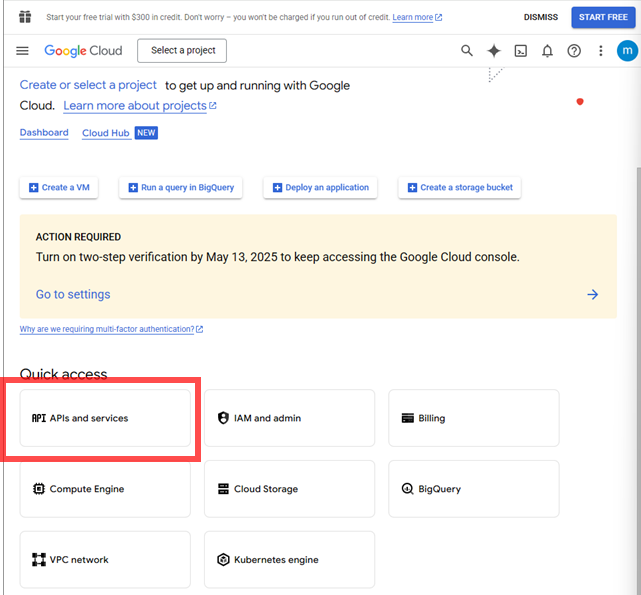 Start your free trial with $300 in credit. Don't worry – you won't be charged if you run out of credit. Learn more
DISMISS
START FREE
Google Cloud
Select a project
m
Create or select a project to get up and running with Google
Cloud. Learn more about projects
Dashboard
Cloud Hub NEW
Create a VM
Run a query in BigQuery
Deploy an application
Create a storage bucket
ACTION REQUIRED
Turn on two-step verification by May 13, 2025 to keep accessing the Google Cloud console.
Go to settings
Why are we requiring multi-factor authentication?
Quick access
API APIs and services
IAM and admin
Billing
Compute Engine
Cloud Storage
BigQuery
VPC network
Kubernetes engine